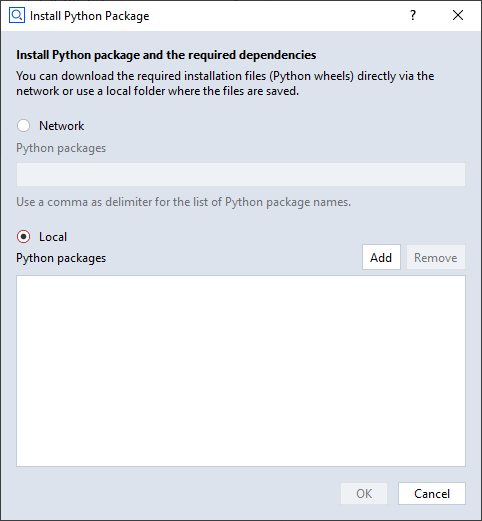 Install Python Package
?
Install Python package and the required dependencies
You can download the required installation files (Python wheels) directly via the
network or use a local folder where the files are saved.
Network
Python packages
Use a comma as delimiter for the list of Python package names.
Local
Python packages
Add
Remove
OK
Cancel